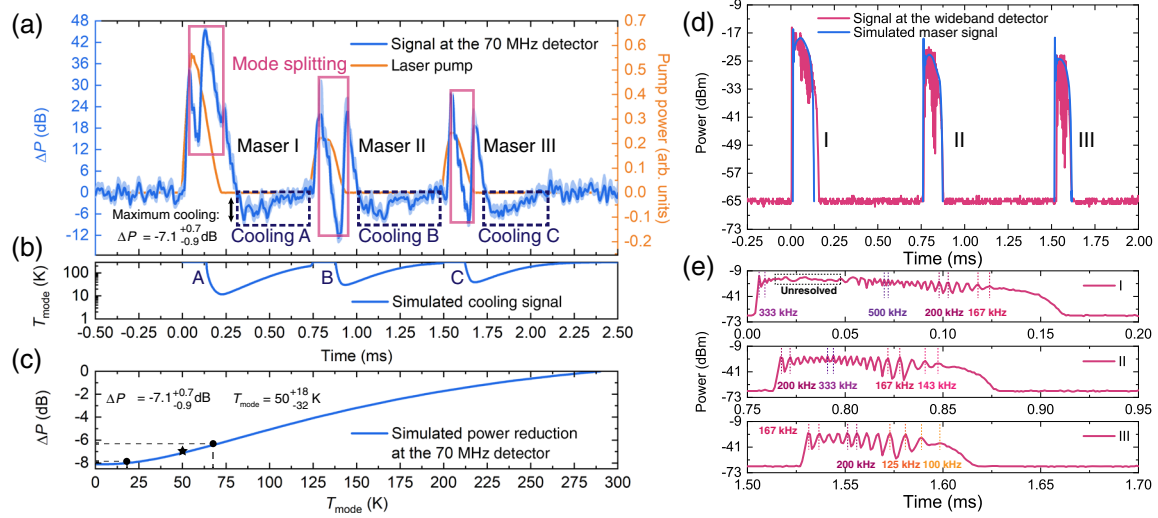 (a)
48
42
36
30
24
18
12
6
0
-6
-12
ΔP (dB)
Signal at the 70 MHz detector
Laser pump
Mode splitting
Maser I
Maser II
Maser III
Maximum cooling:
ΔP = -7.1 +0.7 -0.9 dB
Cooling A
Cooling B
Cooling C
0.7
0.6
0.5
0.4
0.3
0.2
0.1
0.0
-0.1
-0.2
Pump power (arb. units)
(b)
100
10
1
Tmode (K)
A
B
C
Simulated cooling signal
-0.50 -0.25 0.00 0.25 0.50 0.75 1.00 1.25 1.50 1.75 2.00 2.25 2.50
Time (ms)
(c)
0
-2
-4
-6
-8
ΔP (dB)
ΔP = -7.1 +0.7 -0.9 dB Tmode = 50 +18 -32 K
Simulated power reduction
at the 70 MHz detector
0 25 50 75 100 125 150 175 200 225 250 275 300
Tmode (K)
(d)
-9
-17
-25
-33
-41
-49
-57
-65
-73
Power (dBm)
Signal at the wideband detector
Simulated maser signal
I
II
III
-0.25 0.00 0.25 0.50 0.75 1.00 1.25 1.50 1.75 2.00
Time (ms)
(e)
Power (dBm)
-9
-41
-73
I
Unresolved
333 kHz
500 kHz
200 kHz
167 kHz
0.00 0.05 0.10 0.15 0.20
-9
-41
-73
II
200 kHz
333 kHz
167 kHz
143 kHz
0.75 0.80 0.85 0.90 0.95
-9
-41
-73
III
167 kHz
200 kHz
125 kHz
100 kHz
1.50 1.55 1.60 1.65 1.70
Time (ms)